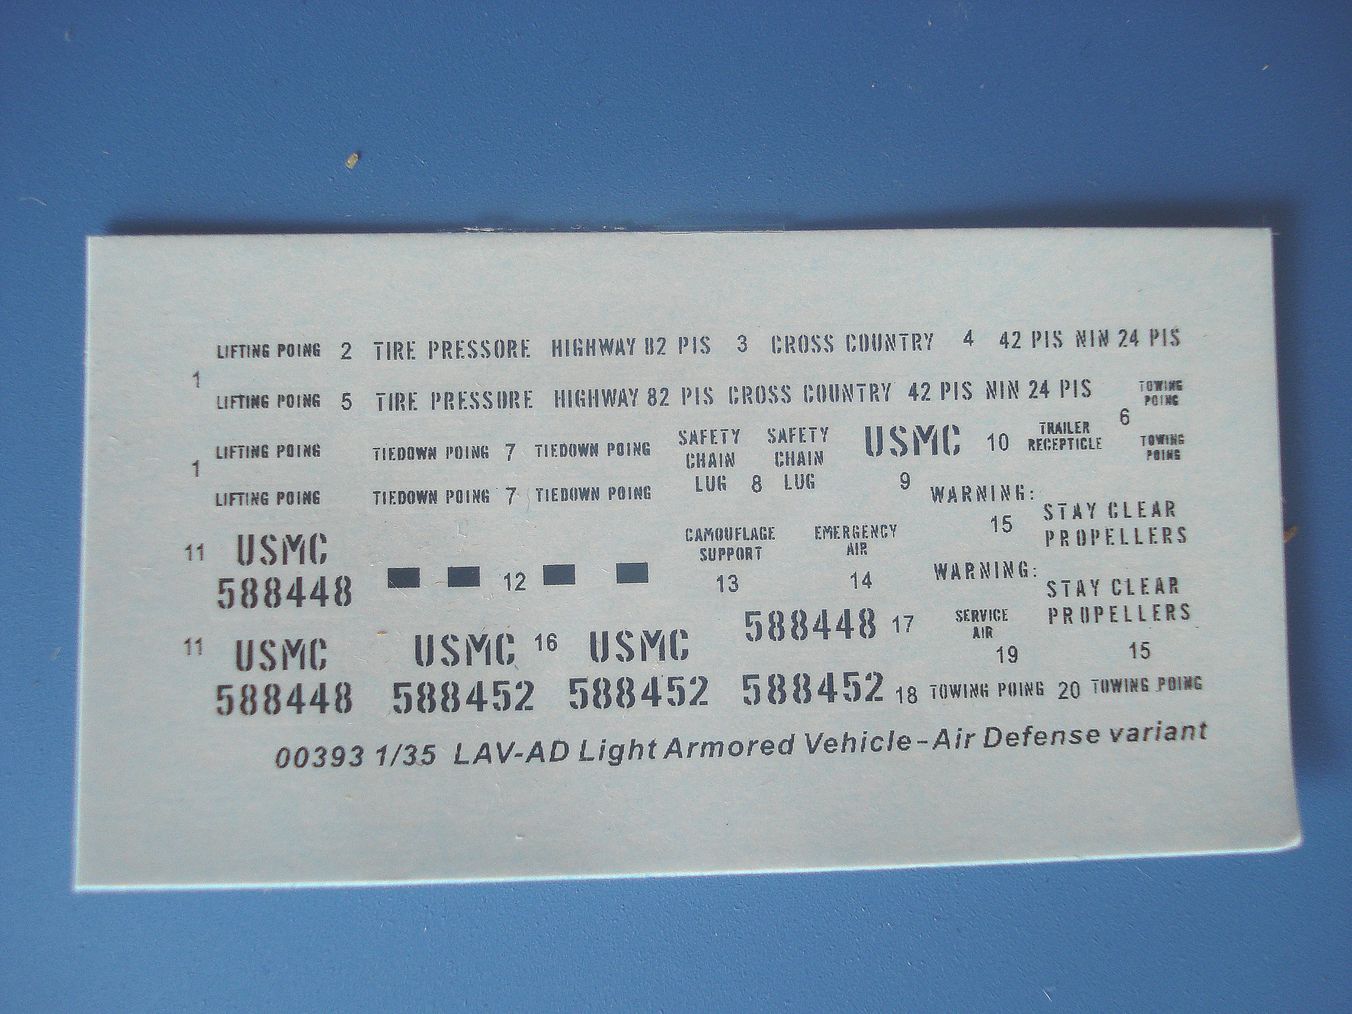 LIFTING POING 2 TIRE PRESSORE HIGHWAY 82 PIS 3 CROSS COUNTRY 4 42 PIS NIN 24 PIS
1
LIFTING POING 5 TIRE PRESSORE HIGHWAY 82 PIS CROSS COUNTRY 42 PIS NIN 24 PIS
TOWING
POING
6
TOWING
POING
LIFTING POING
1
LIFTING POING
TIEDOWN POING 7 TIEDOWN POING
TIEDOWN POING 7 TIEDOWN POING
SAFETY
CHAIN
LUG
8
SAFETY
CHAIN
LUG
USMC
9
10
TRAILER
RECEPTICLE
WARNING:
15
STAY CLEAR
PROPELLERS
11 USMC
588448
12
CAMOUFLAGE
SUPPORT
13
EMERGENCY
AIR
14
WARNING:
STAY CLEAR
PROPELLERS
15
588448 17
SERVICE
AIR
19
11 USMC
588448
USMC 16 USMC
588452 588452 588452 18 TOWING POING 20 TOWING POING
00393 1/35 LAV-AD Light Armored Vehicle-Air Defense variant